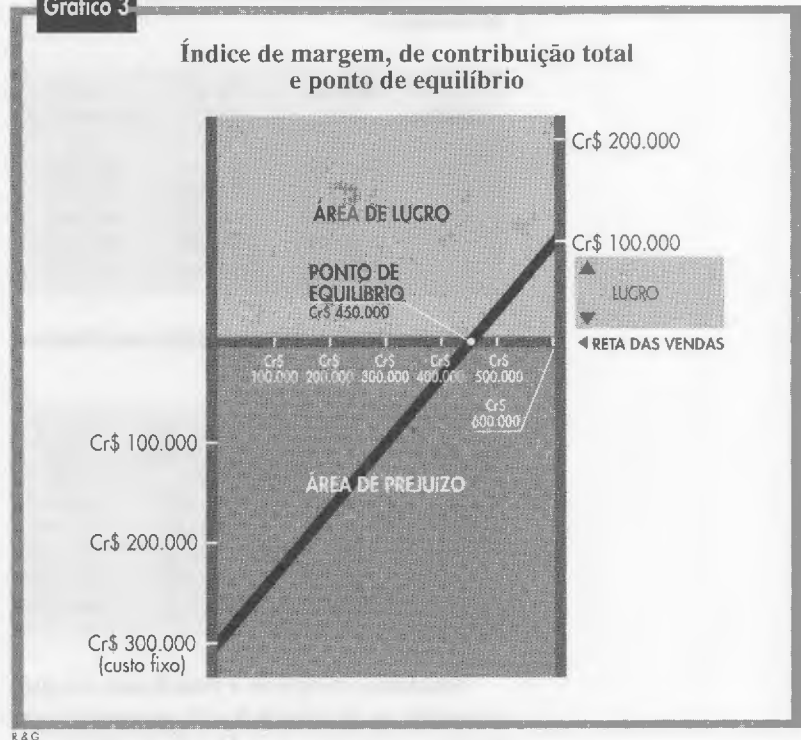 Gráfico 3
Índice de margem, de contribuição total
e ponto de equilíbrio
Cr$ 200.000
ÁREA DE LUCRO
Cr$ 100.000
PONTO DE
EQUILÍBRIO
Cr$ 450.000
LUCRO
RETA DAS VENDAS
Cr$ 100.000
Cr$ 200.000
Cr$ 300.000
Cr$ 400.000
Cr$ 500.000
Cr$ 600.000
Cr$ 100.000
ÁREA DE PREJUIZO
Cr$ 200.000
Cr$ 300.000
(custo fixo)
R & G